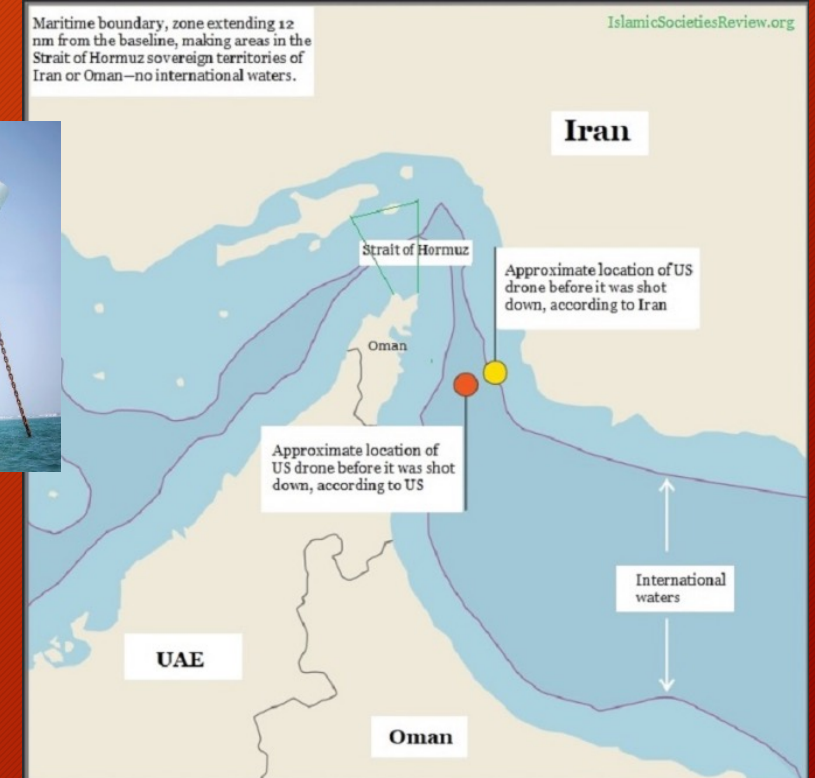 Maritime boundary, zone extending 12
nm from the baseline, making areas in the
Strait of Hormuz sovereign territories of
Iran or Oman—no international waters.
IslamicSocietiesReview.org
Iran
Strait of Hormuz
Approximate location of US
drone before it was shot
down, according to Iran
Oman
Approximate location of
US drone before it was shot
down, according to US
International
waters
UAE
Oman